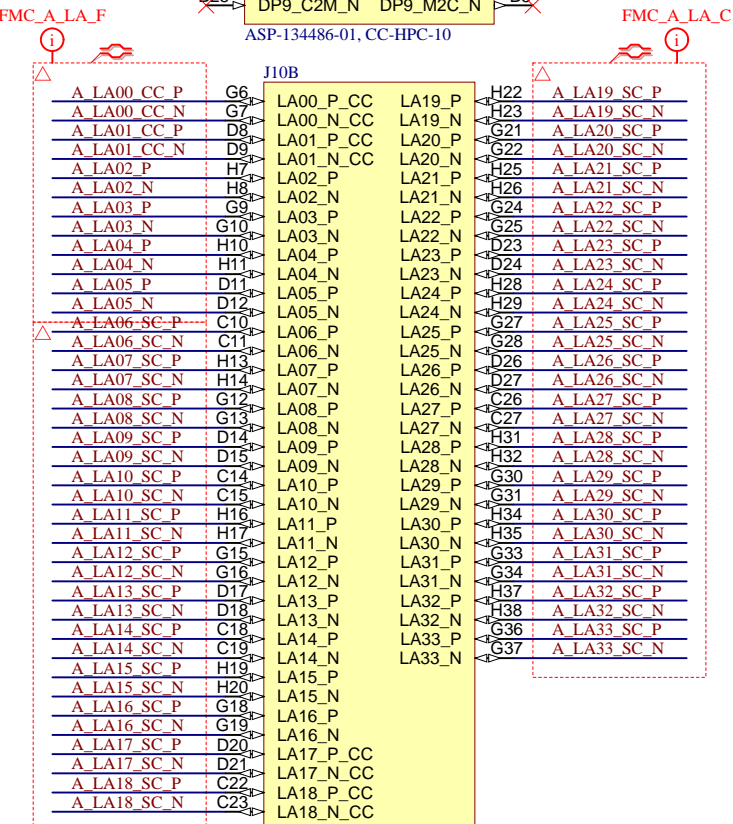 DP9_C2M_N DP9_M2C_N
FMC_A_LA_F FMC_A_LA_C
i i
ASP-134486-01, CC-HPC-10
J10B
A_LA00_CC_P G6 LA00_P_CC LA19_P H22 A_LA19_SC_P
A_LA00_CC_N G7 LA00_N_CC LA19_N H23 A_LA19_SC_N
A_LA01_CC_P D8 LA01_P_CC LA20_P G21 A_LA20_SC_P
A_LA01_CC_N D9 LA01_N_CC LA20_N G22 A_LA20_SC_N
A_LA02_P H7 LA02_P LA21_P H25 A_LA21_SC_P
A_LA02_N H8 LA02_N LA21_N H26 A_LA21_SC_N
A_LA03_P G9 LA03_P LA22_P G24 A_LA22_SC_P
A_LA03_N G10 LA03_N LA22_N G25 A_LA22_SC_N
A_LA04_P H10 LA04_P LA23_P D23 A_LA23_SC_P
A_LA04_N H11 LA04_N LA23_N D24 A_LA23_SC_N
A_LA05_P D11 LA05_P LA24_P H28 A_LA24_SC_P
A_LA05_N D12 LA05_N LA24_N H29 A_LA24_SC_N
A_LA06_SC_P C10 LA06_P LA25_P G27 A_LA25_SC_P
A_LA06_SC_N C11 LA06_N LA25_N G28 A_LA25_SC_N
A_LA07_SC_P H13 LA07_P LA26_P D26 A_LA26_SC_P
A_LA07_SC_N H14 LA07_N LA26_N D27 A_LA26_SC_N
A_LA08_SC_P G12 LA08_P LA27_P C26 A_LA27_SC_P
A_LA08_SC_N G13 LA08_N LA27_N C27 A_LA27_SC_N
A_LA09_SC_P D14 LA09_P LA28_P H31 A_LA28_SC_P
A_LA09_SC_N D15 LA09_N LA28_N H32 A_LA28_SC_N
A_LA10_SC_P C14 LA10_P LA29_P G30 A_LA29_SC_P
A_LA10_SC_N C15 LA10_N LA29_N G31 A_LA29_SC_N
A_LA11_SC_P H16 LA11_P LA30_P H34 A_LA30_SC_P
A_LA11_SC_N H17 LA11_N LA30_N H35 A_LA30_SC_N
A_LA12_SC_P G15 LA12_P LA31_P G33 A_LA31_SC_P
A_LA12_SC_N G16 LA12_N LA31_N G34 A_LA31_SC_N
A_LA13_SC_P D17 LA13_P LA32_P H37 A_LA32_SC_P
A_LA13_SC_N D18 LA13_N LA32_N H38 A_LA32_SC_N
A_LA14_SC_P C18 LA14_P LA33_P G36 A_LA33_SC_P
A_LA14_SC_N C19 LA14_N LA33_N G37 A_LA33_SC_N
A_LA15_SC_P H19 LA15_P
A_LA15_SC_N H20 LA15_N
A_LA16_SC_P G18 LA16_P
A_LA16_SC_N G19 LA16_N
A_LA17_SC_P D20 LA17_P_CC
A_LA17_SC_N D21 LA17_N_CC
A_LA18_SC_P C22 LA18_P_CC
A_LA18_SC_N C23 LA18_N_CC